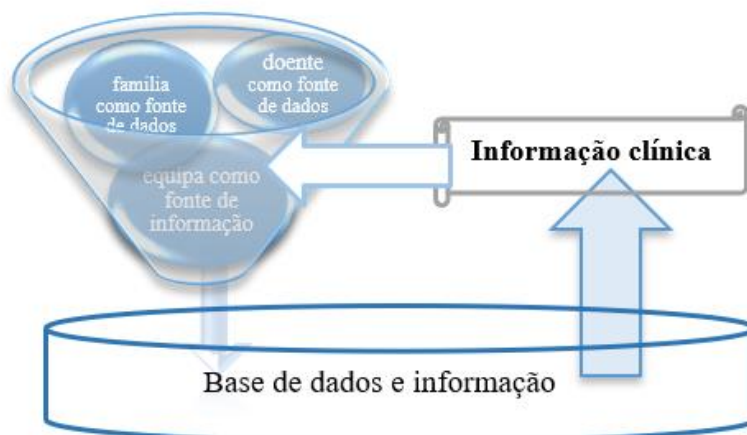 família
como fonte
de dados
doente
como fonte
de dados
equipa como
fonte de
informação
Informação clínica
Base de dados e informação